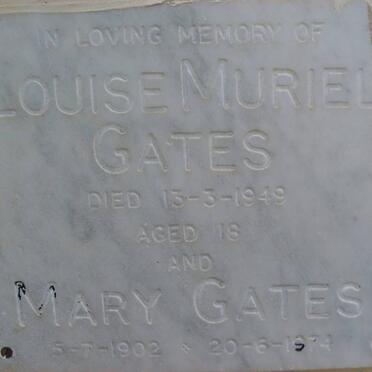 IN LOVING MEMORY OF
LOUISE MURIEL
GATES
DIED 13-3-1949
AGED 18
AND
MARY GATES
5-7-1902 * 20-6-1974